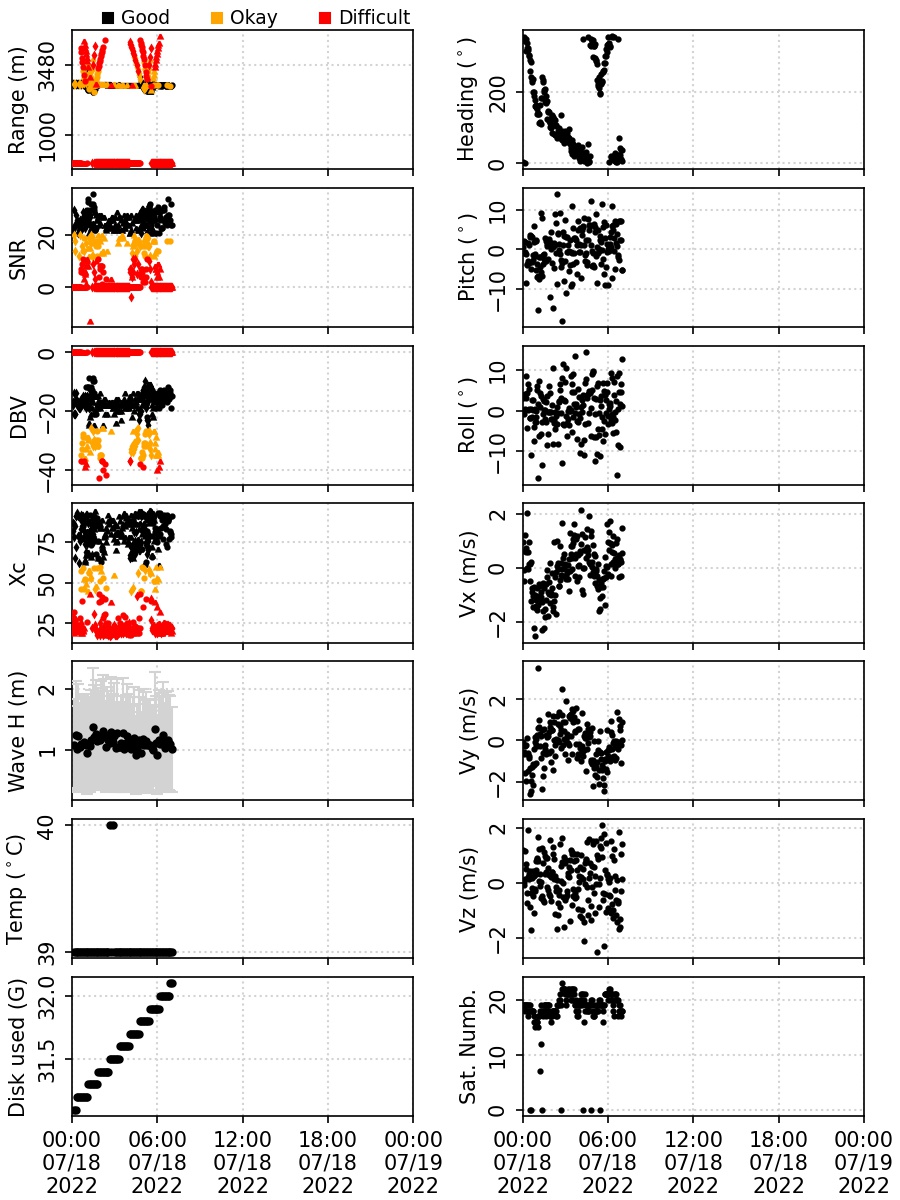 Good Okay Difficult
Range (m)
3480
1000
Heading (°)
200
0
SNR
20
0
Pitch (°)
10
0
−10
DBV
0
−20
−40
Roll (°)
10
0
−10
Xc
75
50
25
Vx (m/s)
2
0
−2
Wave H (m)
2
1
Vy (m/s)
2
0
−2
Temp (°C)
40
39
Vz (m/s)
2
0
−2
Disk used (G)
32.0
31.5
Sat. Numb.
20
10
0
00:00 06:00 12:00 18:00 00:00
07/18 07/18 07/18 07/18 07/19
2022 2022 2022 2022 2022
00:00 06:00 12:00 18:00 00:00
07/18 07/18 07/18 07/18 07/19
2022 2022 2022 2022 2022